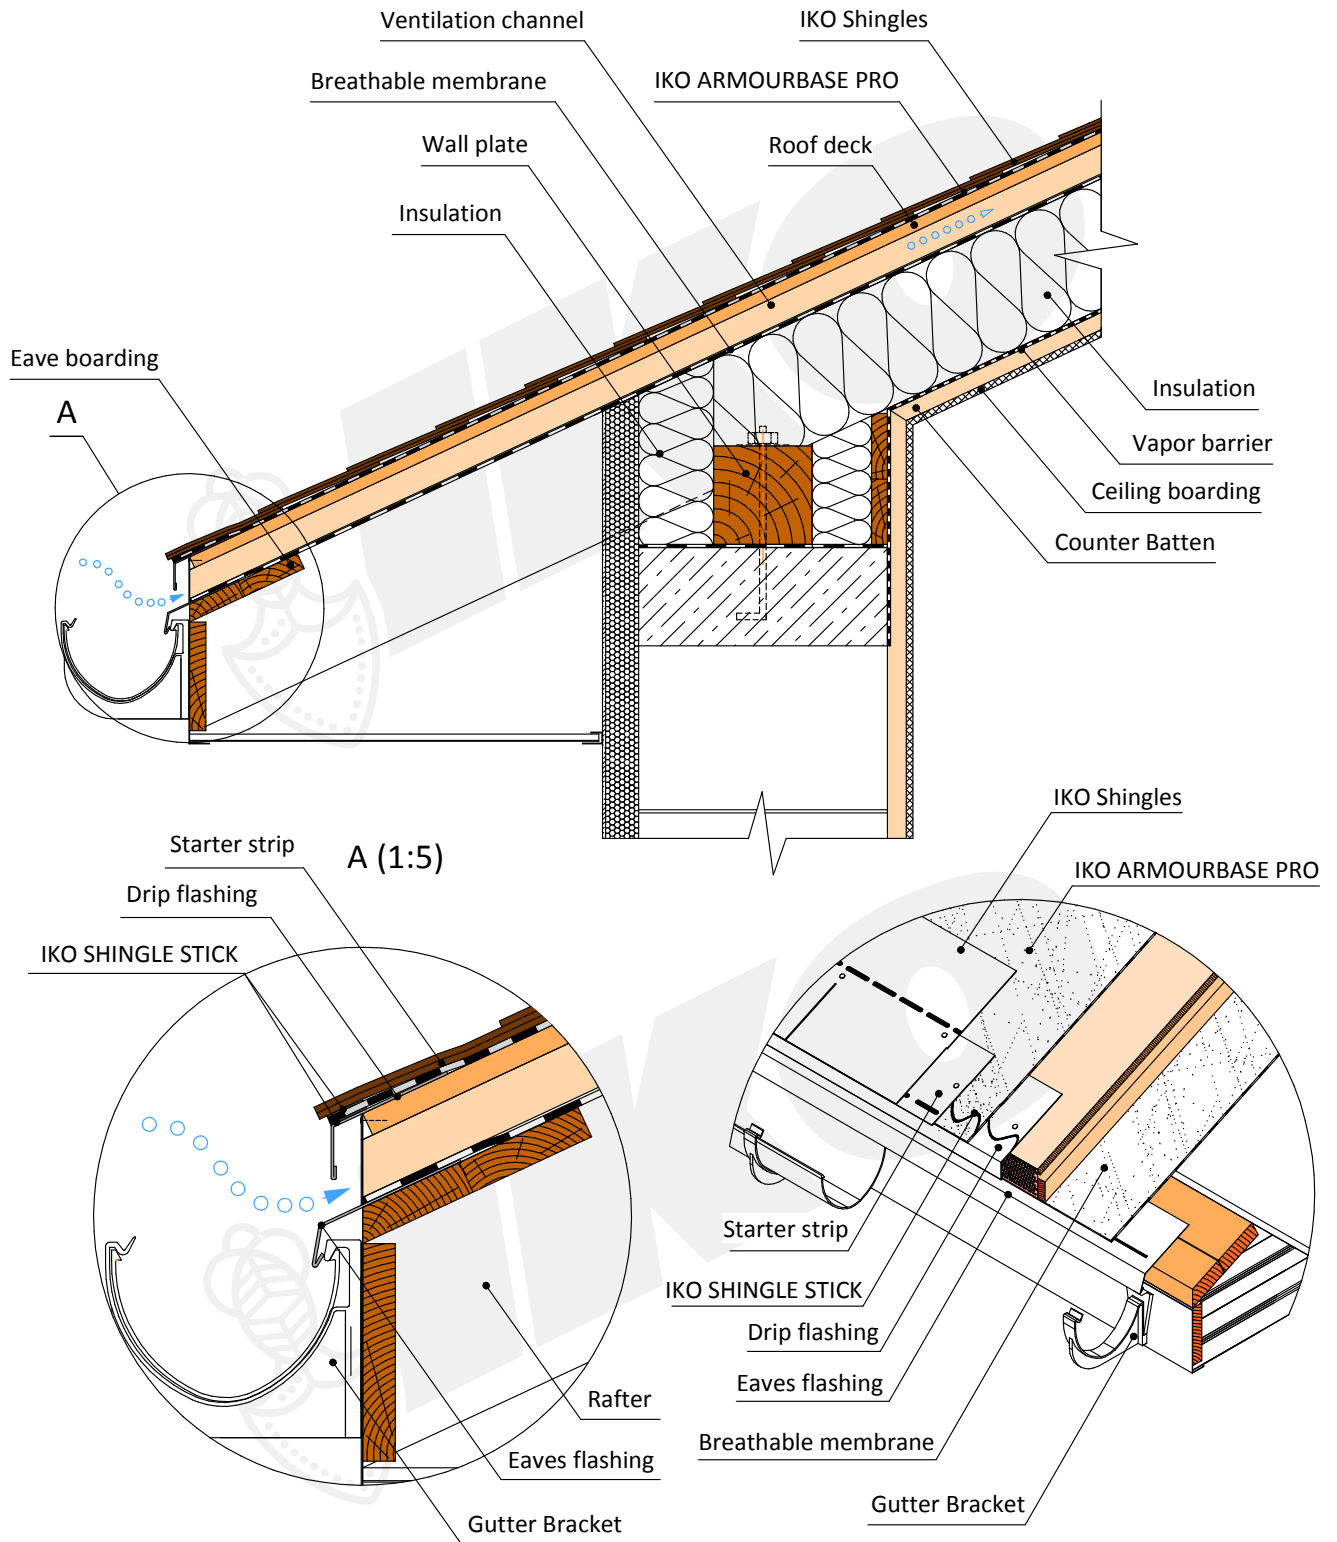 Ventilation channel
IKO Shingles
Breathable membrane
IKO ARMOURBASE PRO
Wall plate
Roof deck
Insulation
Eave boarding
A
Insulation
Vapor barrier
Ceiling boarding
Counter Batten
IKO Shingles
Starter strip
A (1:5)
IKO ARMOURBASE PRO
Drip flashing
IKO SHINGLE STICK
Starter strip
IKO SHINGLE STICK
Drip flashing
Eaves flashing
Rafter
Breathable membrane
Eaves flashing
Gutter Bracket
Gutter Bracket
IKO
IKO